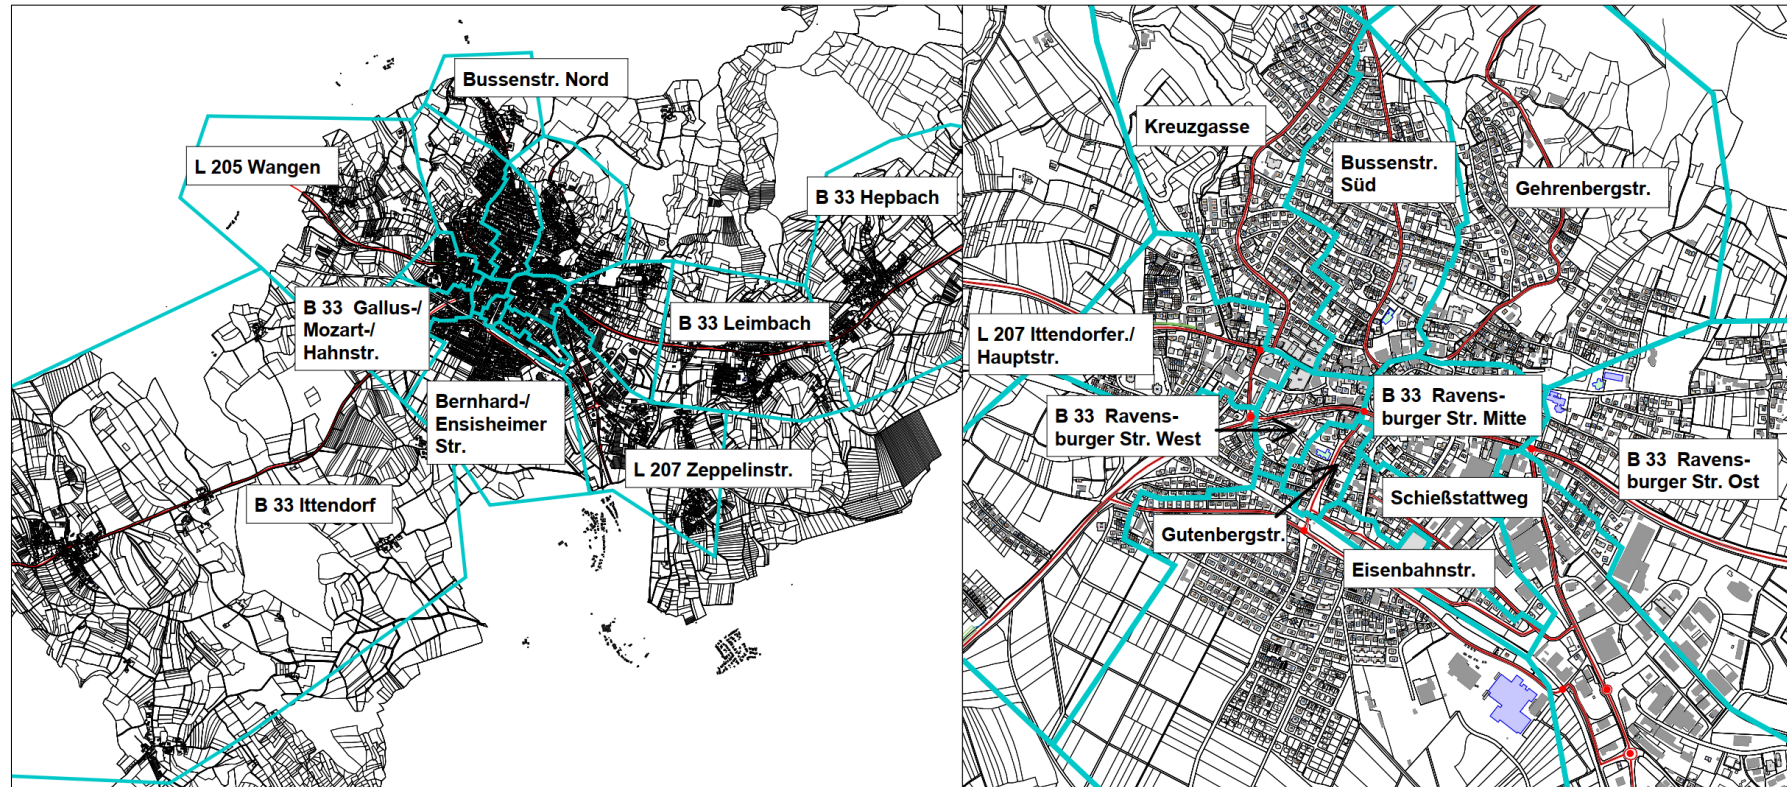 Bussenstr. Nord
L 205 Wangen
B 33 Hepbach
B 33  Gallus-/
Mozart-/
Hahnstr.
B 33 Leimbach
Bernhard-/
Ensisheimer
Str.
L 207 Zeppelinstr.
B 33 Ittendorf
Kreuzgasse
Bussenstr.
Süd
Gehrenbergstr.
L 207 Ittendorfer./
Hauptstr.
B 33  Ravens-
burger Str. West
B 33  Ravens-
burger Str. Mitte
B 33  Ravens-
burger Str. Ost
Schießstattweg
Gutenbergstr.
Eisenbahnstr.